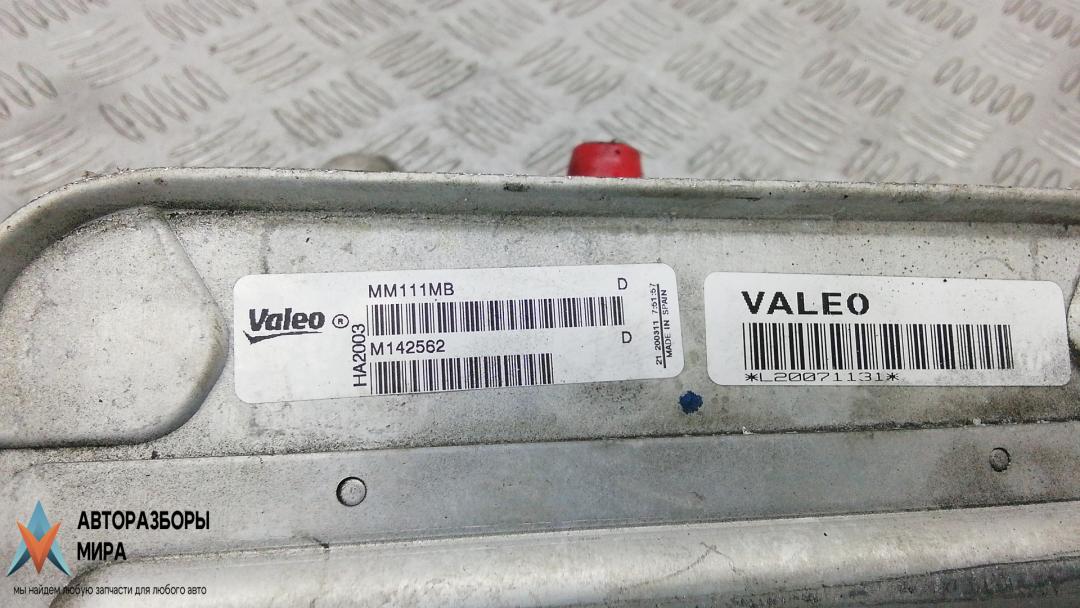 MM111MB D
Valeo ®
HA2003
M142562 D
21 200311 7:51:57
MADE IN SPAIN
VALEO
*L20071131*
АВТОРАЗБОРЫ
МИРА
мы найдем любую запчасти для любого авто